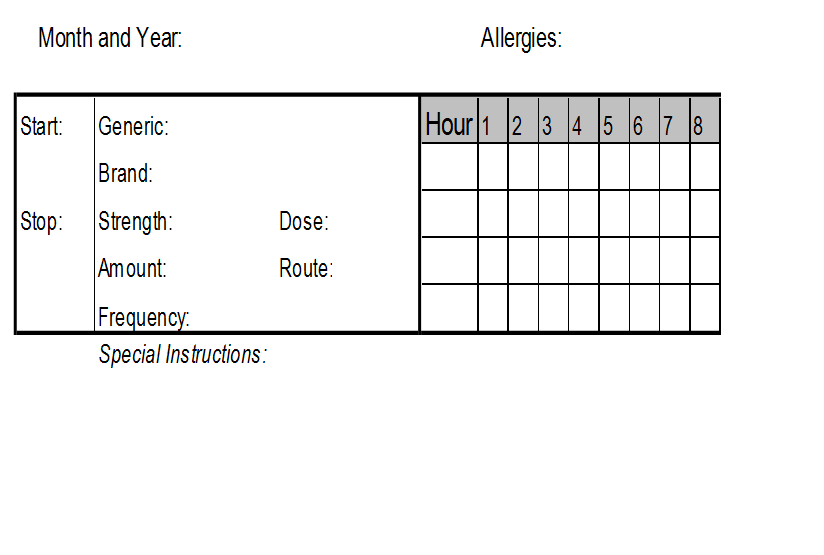 Month and Year: Allergies:
Start: Generic: Hour 1 2 3 4 5 6 7 8
Brand:
Stop: Strength: Dose:
Amount: Route:
Frequency:
Special Instructions: